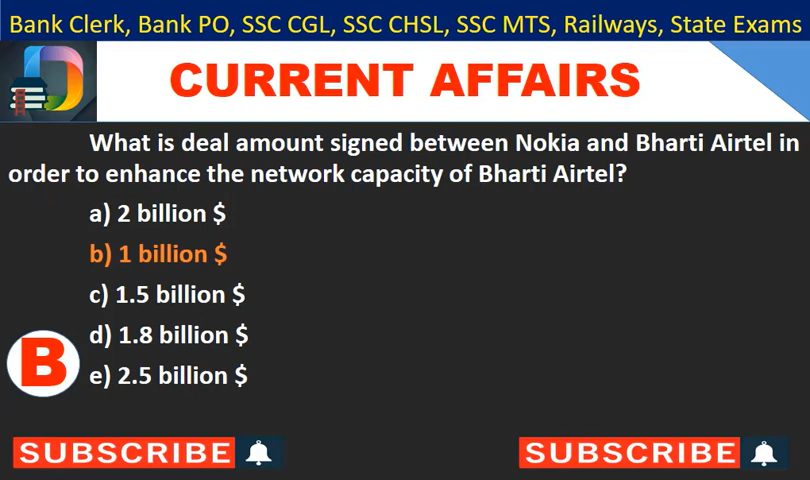 Bank Clerk, Bank PO, SSC CGL, SSC CHSL, SSC MTS, Railways, State Exams
CURRENT AFFAIRS
What is deal amount signed between Nokia and Bharti Airtel in
order to enhance the network capacity of Bharti Airtel?
a) 2 billion $
b) 1 billion $
c) 1.5 billion $
d) 1.8 billion $
e) 2.5 billion $
B
SUBSCRIBE
SUBSCRIBE